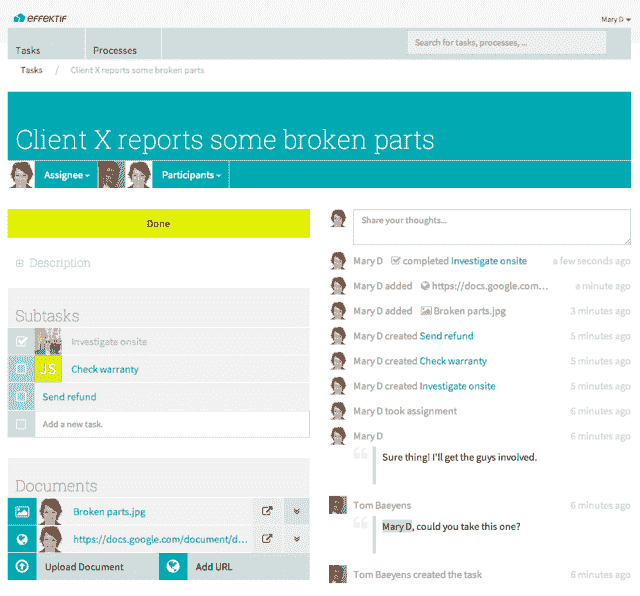 effektif
Mary D
Tasks
Processes
Search for tasks, processes, ...
Tasks / Client X reports some broken parts
Client X reports some broken parts
Assignee
Participants
Done
Description
Subtasks
Investigate onsite
JS Check warranty
Send refund
Add a new task.
Documents
Broken parts.jpg
https://docs.google.com/document/d...
Upload Document
Add URL
Share your thoughts...
Mary D completed Investigate onsite a few seconds ago
Mary D added https://docs.google.com... a minute ago
Mary D added Broken parts.jpg 3 minutes ago
Mary D created Send refund 5 minutes ago
Mary D created Check warranty 5 minutes ago
Mary D created Investigate onsite 5 minutes ago
Mary D took assignment 6 minutes ago
Mary D 6 minutes ago
Sure thing! I'll get the guys involved.
Tom Baeyens 6 minutes ago
Mary D, could you take this one?
Tom Baeyens created the task 6 minutes ago